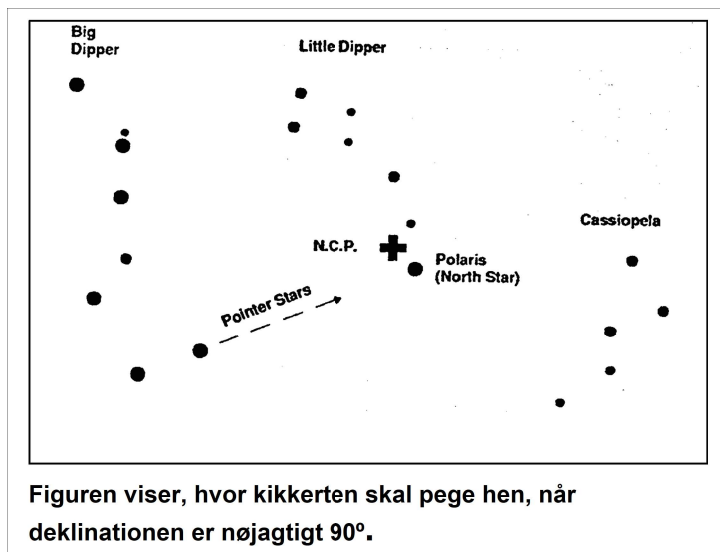 Big
Dipper
Little Dipper
Cassiopeia
N.C.P.
Polaris
(North Star)
Pointer Stars
Figuren viser, hvor kikkerten skal pege hen, når
deklinationen er nøjagtigt 90º.